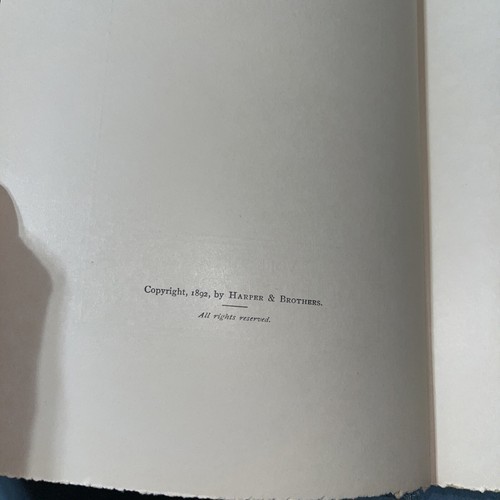 Copyright, 1892, by HARPER & BROTHERS.
All rights reserved.